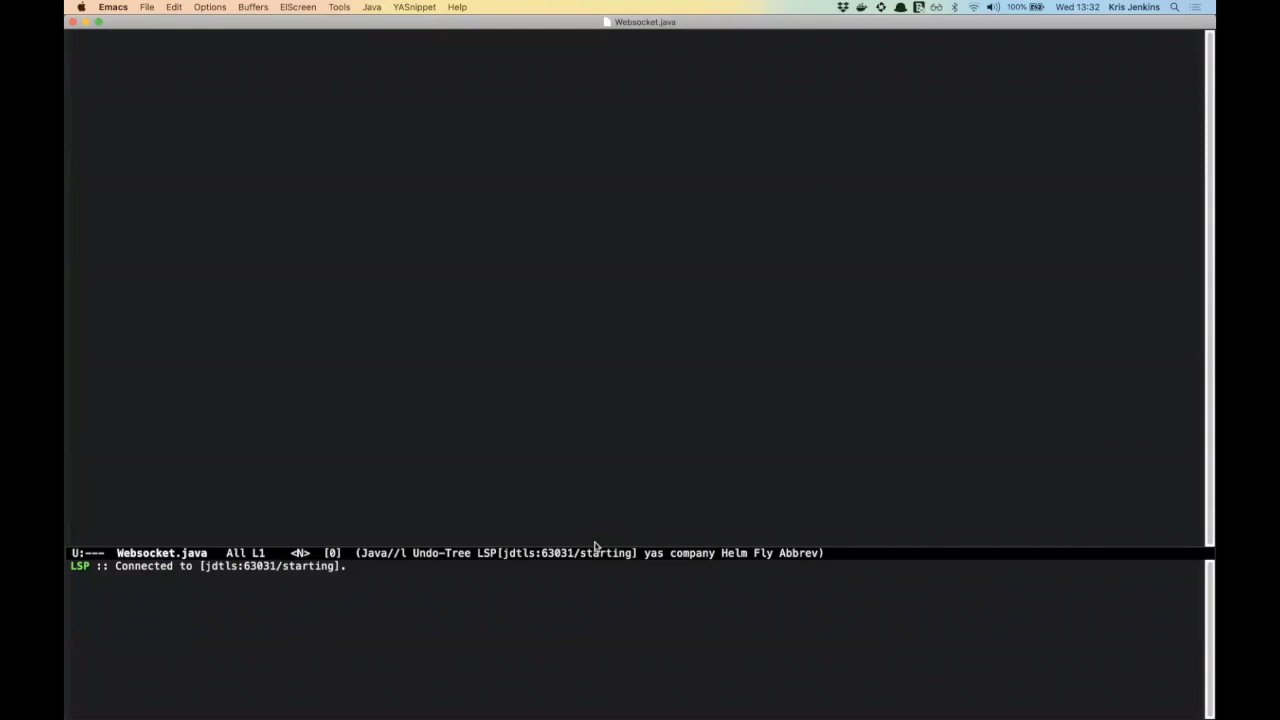 Emacs File Edit Options Buffers ElScreen Tools Java YASnippet Help 100% Wed 13:32 Kris Jenkins
Websocket.java
U:--- Websocket.java All L1 <N> [0] (Java//l Undo-Tree LSP[jdtls:63031/starting] yas company Helm Fly Abbrev)
LSP :: Connected to [jdtls:63031/starting].